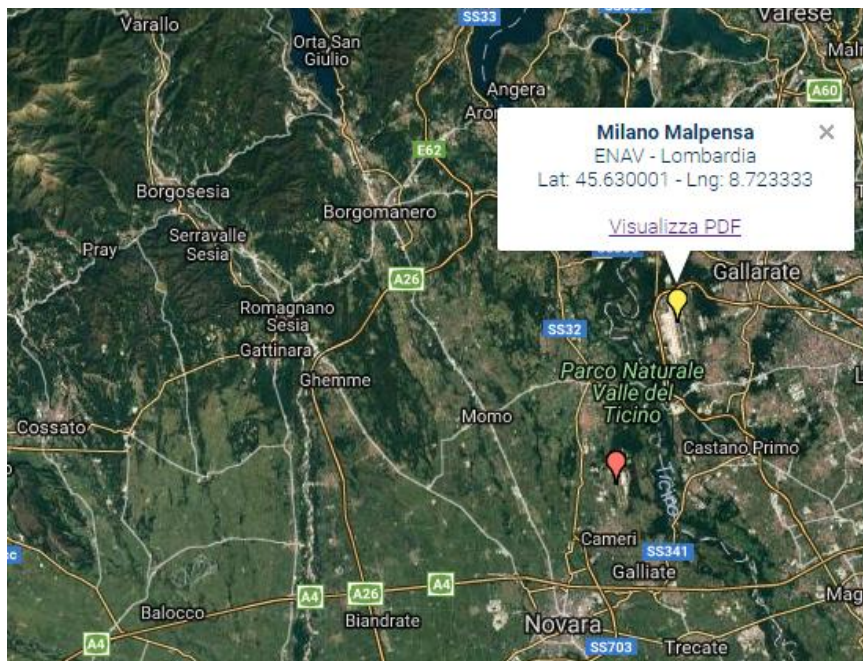 SS33
SS629
Varese
Varallo
Orta San
Giulio
Angera
A60
Milano Malpensa
ENAV - Lombardia
Lat: 45.630001 - Lng: 8.723333
Visualizza PDF
E62
Borgosesia
Borgomanero
Serravalle
Sesia
Pray
Gallarate
A26
Romagnano
Sesia
SS32
Gattinara
Parco Naturale
Valle del
Ticino
Ghemme
Momo
Cossato
Castano Primo
Ticino
Cameri
SS341
Galliate
A4
A26
A4
Balocco
Biandrate
Novara
A4
SS703
Trecate